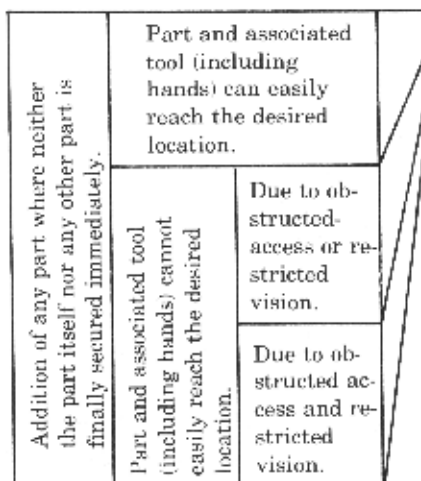 Addition of any part where neither
the part itself nor any other part is
finally secured immediately.
Part and associated
tool (including
hands) can easily
reach the desired
location.
Part and associated tool
(including hands) cannot
easily reach the desired
location.
Due to ob-
structed-
access or re-
stricted
vision.
Due to ob-
structed ac-
cess and re-
stricted
vision.